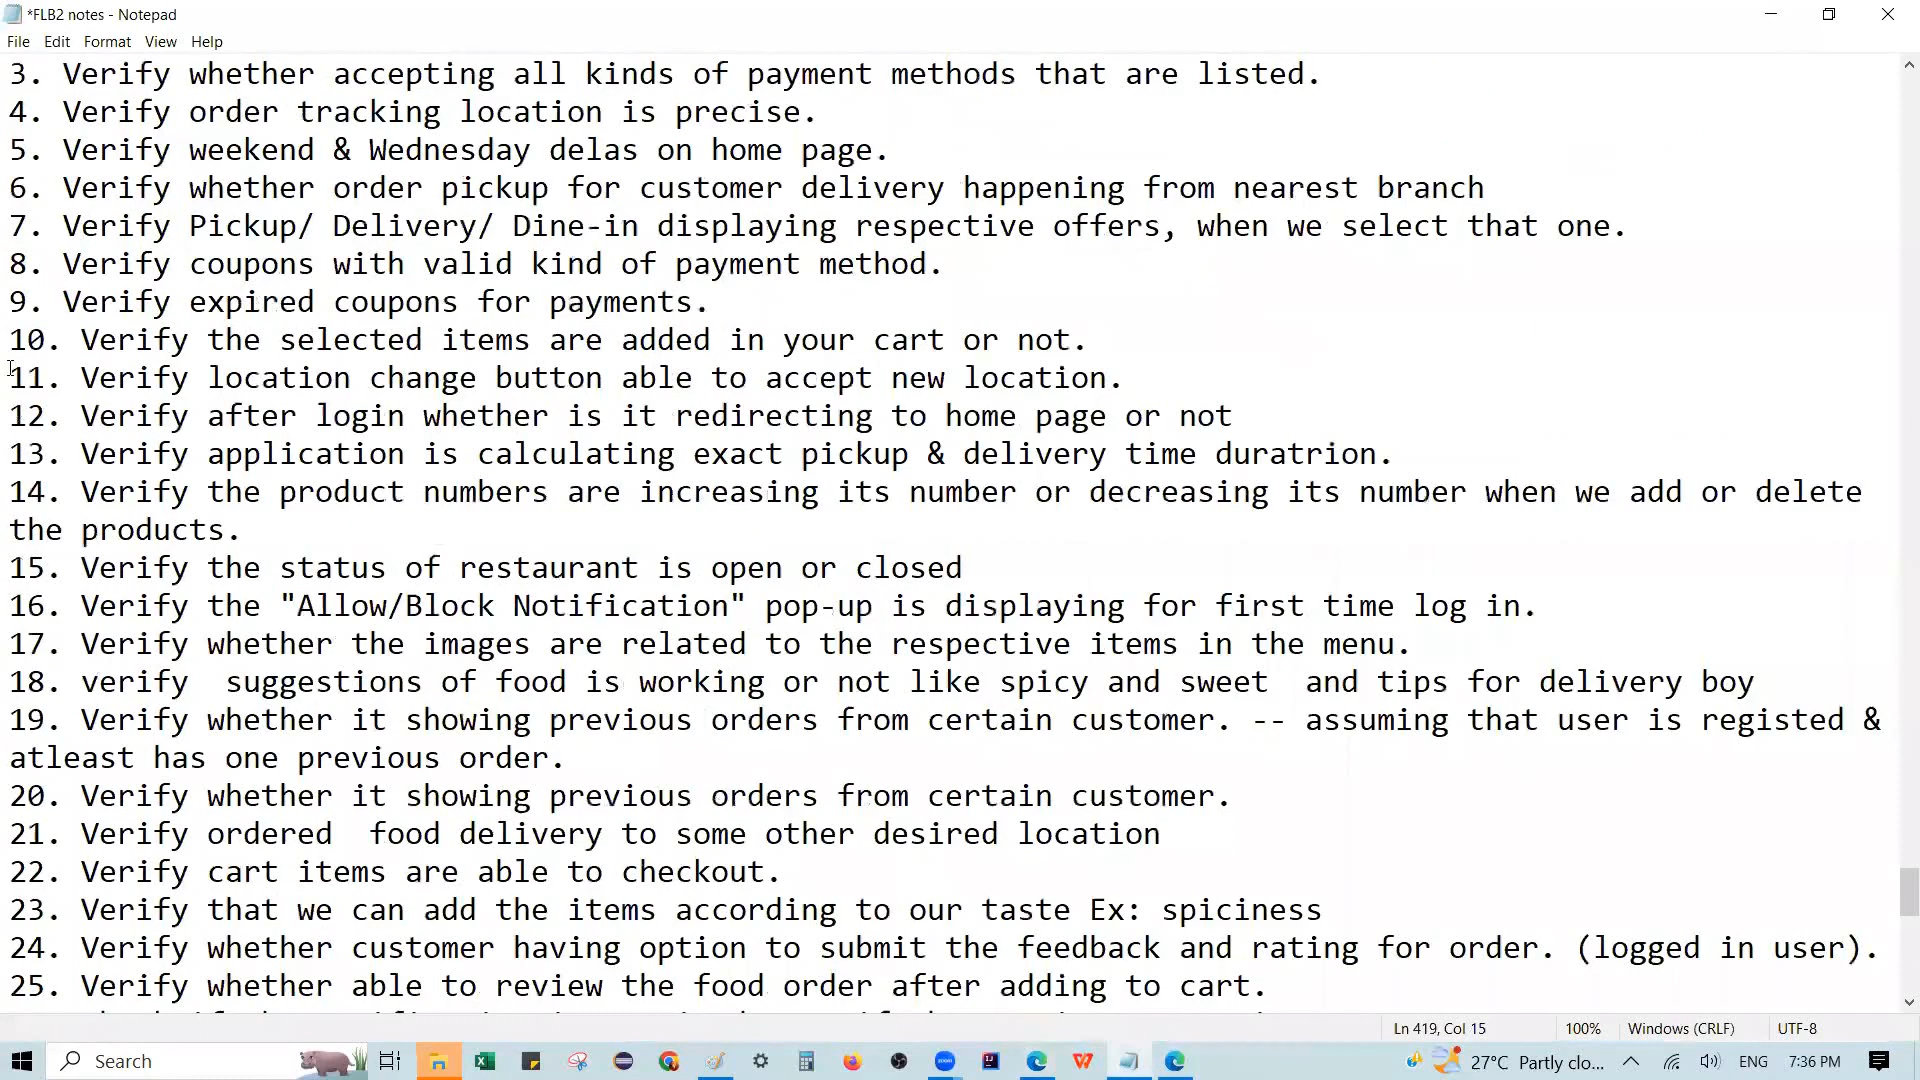 *FLB2 notes - Notepad
File Edit Format View Help
3. Verify whether accepting all kinds of payment methods that are listed.
4. Verify order tracking location is precise.
5. Verify weekend & Wednesday delas on home page.
6. Verify whether order pickup for customer delivery happening from nearest branch
7. Verify Pickup/ Delivery/ Dine-in displaying respective offers, when we select that one.
8. Verify coupons with valid kind of payment method.
9. Verify expired coupons for payments.
10. Verify the selected items are added in your cart or not.
11. Verify location change button able to accept new location.
12. Verify after login whether is it redirecting to home page or not
13. Verify application is calculating exact pickup & delivery time duratrion.
14. Verify the product numbers are increasing its number or decreasing its number when we add or delete
the products.
15. Verify the status of restaurant is open or closed
16. Verify the "Allow/Block Notification" pop-up is displaying for first time log in.
17. Verify whether the images are related to the respective items in the menu.
18. verify  suggestions of food is working or not like spicy and sweet  and tips for delivery boy
19. Verify whether it showing previous orders from certain customer. -- assuming that user is registed &
atleast has one previous order.
20. Verify whether it showing previous orders from certain customer.
21. Verify ordered  food delivery to some other desired location
22. Verify cart items are able to checkout.
23. Verify that we can add the items according to our taste Ex: spiciness
24. Verify whether customer having option to submit the feedback and rating for order. (logged in user).
25. Verify whether able to review the food order after adding to cart.
Ln 419, Col 15 100% Windows (CRLF) UTF-8
Search 27°C Partly clo... ENG 7:36 PM